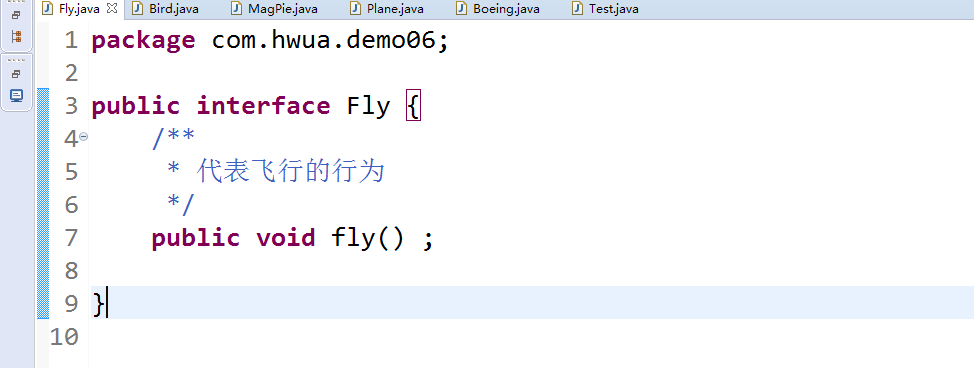 Fly.java Bird.java MagPie.java Plane.java Boeing.java Test.java
1 package com.hwua.demo06;
2
3 public interface Fly {
4 /**
5 * 代表飞行的行为
6 */
7 public void fly() ;
8
9 }
10